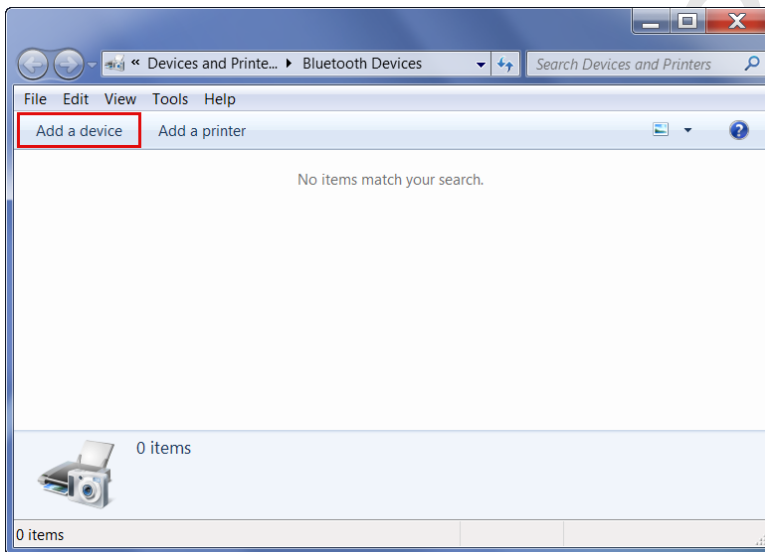 « Devices and Printe... Bluetooth Devices Search Devices and Printers
File Edit View Tools Help
Add a device Add a printer
No items match your search.
0 items
0 items